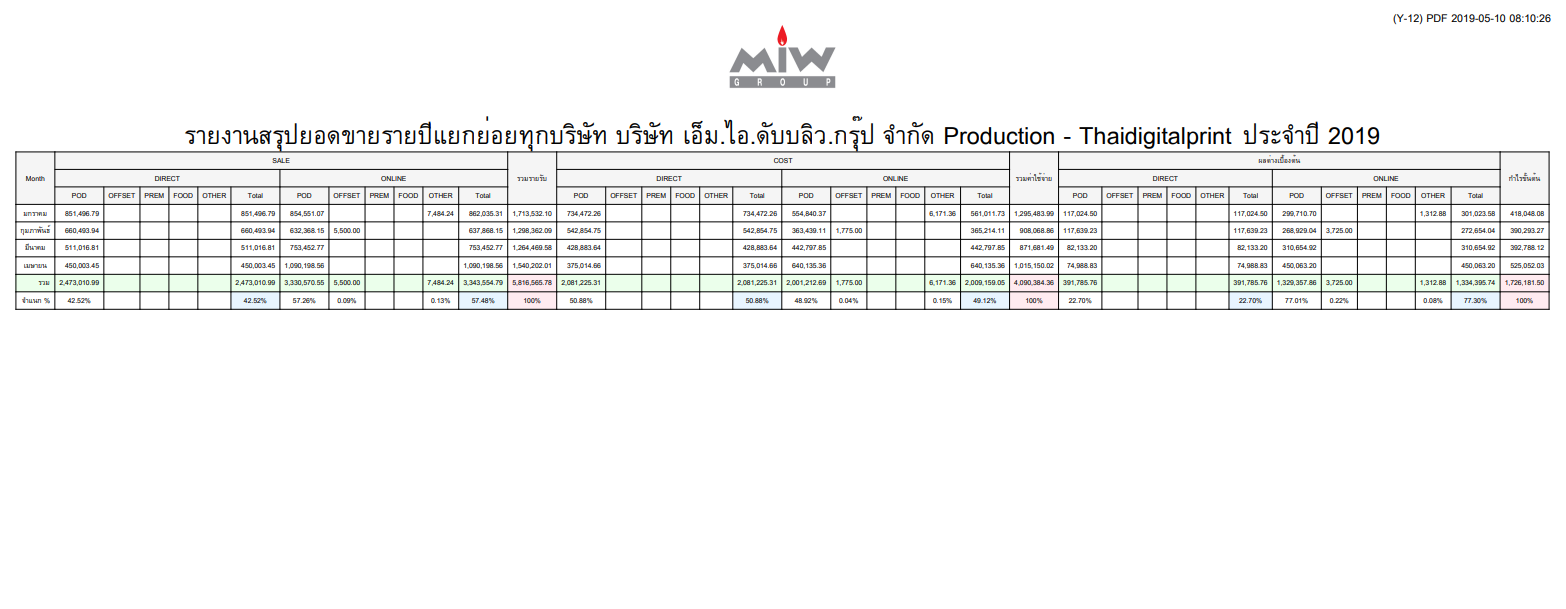 (Y-12) PDF 2019-05-10 08:10:26
MIW
GROUP
รายงานสรุปยอดขายรายปีแยกย่อยทุกบริษัท บริษัท เอ็ม.ไอ.ดับบลิว.กรุ๊ป จำกัด Production - Thaidigitalprint ประจำปี 2019
Month SALE รวมรายรับ COST รวมค่าใช้จ่าย ผลต่างเบื้องต้น กำไรขั้นต้น
DIRECT ONLINE DIRECT ONLINE DIRECT ONLINE
POD OFFSET PREM FOOD OTHER Total POD OFFSET PREM FOOD OTHER Total POD OFFSET PREM FOOD OTHER Total POD OFFSET PREM FOOD OTHER Total POD OFFSET PREM FOOD OTHER Total POD OFFSET PREM FOOD OTHER Total
มกราคม 851,496.79 851,496.79 854,551.07 7,484.24 862,035.31 1,713,532.10 734,472.26 734,472.26 554,840.37 6,171.36 561,011.73 1,295,483.99 117,024.50 117,024.50 299,710.70 1,312.88 301,023.58 418,048.08
กุมภาพันธ์ 660,493.94 660,493.94 632,368.15 5,500.00 637,868.15 1,298,362.09 542,854.75 542,854.75 363,439.11 1,775.00 365,214.11 908,068.86 117,639.23 117,639.23 268,929.04 3,725.00 272,654.04 390,293.27
มีนาคม 511,016.81 511,016.81 753,452.77 753,452.77 1,264,469.58 428,883.64 428,883.64 442,797.85 442,797.85 871,681.49 82,133.20 82,133.20 310,654.92 310,654.92 392,788.12
เมษายน 450,003.45 450,003.45 1,090,198.56 1,090,198.56 1,540,202.01 375,014.66 375,014.66 640,135.36 640,135.36 1,015,150.02 74,988.83 74,988.83 450,063.20 450,063.20 525,052.03
รวม 2,473,010.99 2,473,010.99 3,330,570.55 5,500.00 7,484.24 3,343,554.79 5,816,565.78 2,081,225.31 2,081,225.31 2,001,212.69 1,775.00 6,171.36 2,009,159.05 4,090,384.36 391,785.76 391,785.76 1,329,357.86 3,725.00 1,312.88 1,334,395.74 1,726,181.50
จำแนก % 42.52% 42.52% 57.26% 0.09% 0.13% 57.48% 100% 50.88% 50.88% 48.92% 0.04% 0.15% 49.12% 100% 22.70% 22.70% 77.01% 0.22% 0.08% 77.30% 100%